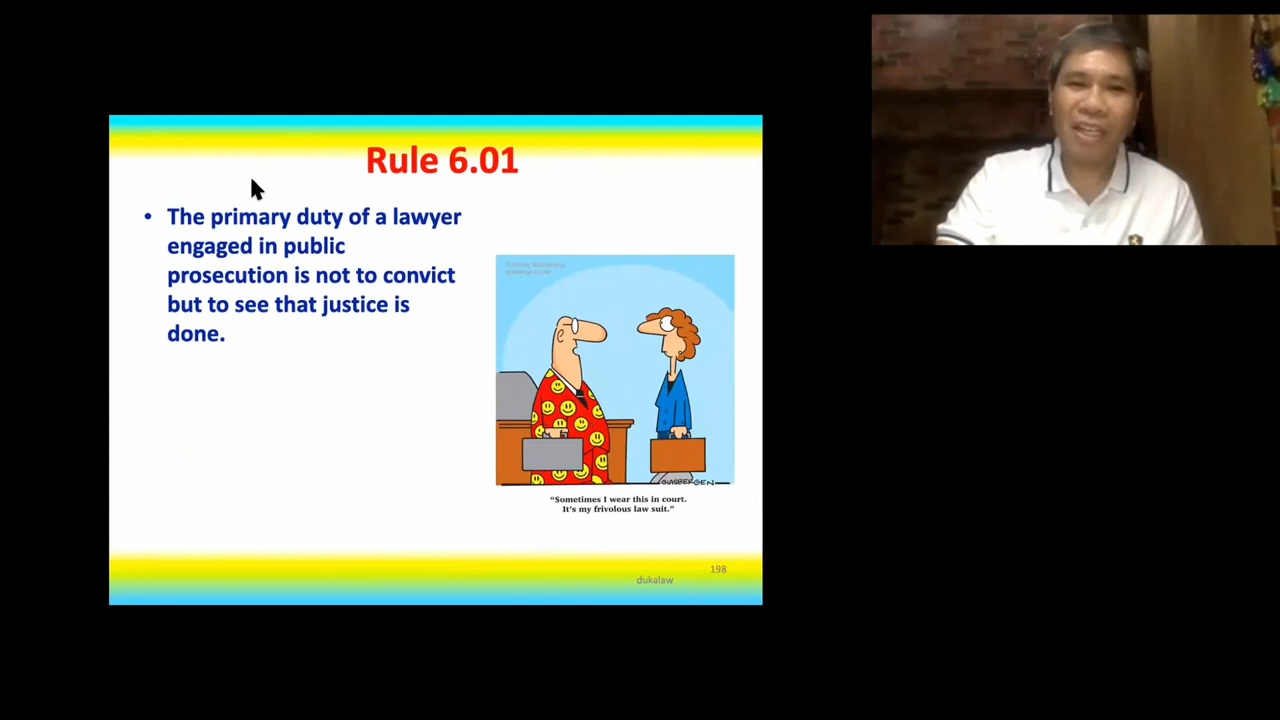 Rule 6.01
• The primary duty of a lawyer
engaged in public
prosecution is not to convict
but to see that justice is
done.
GLASBERGEN
“Sometimes I wear this in court.
It’s my frivolous law suit.”
198
dukalaw